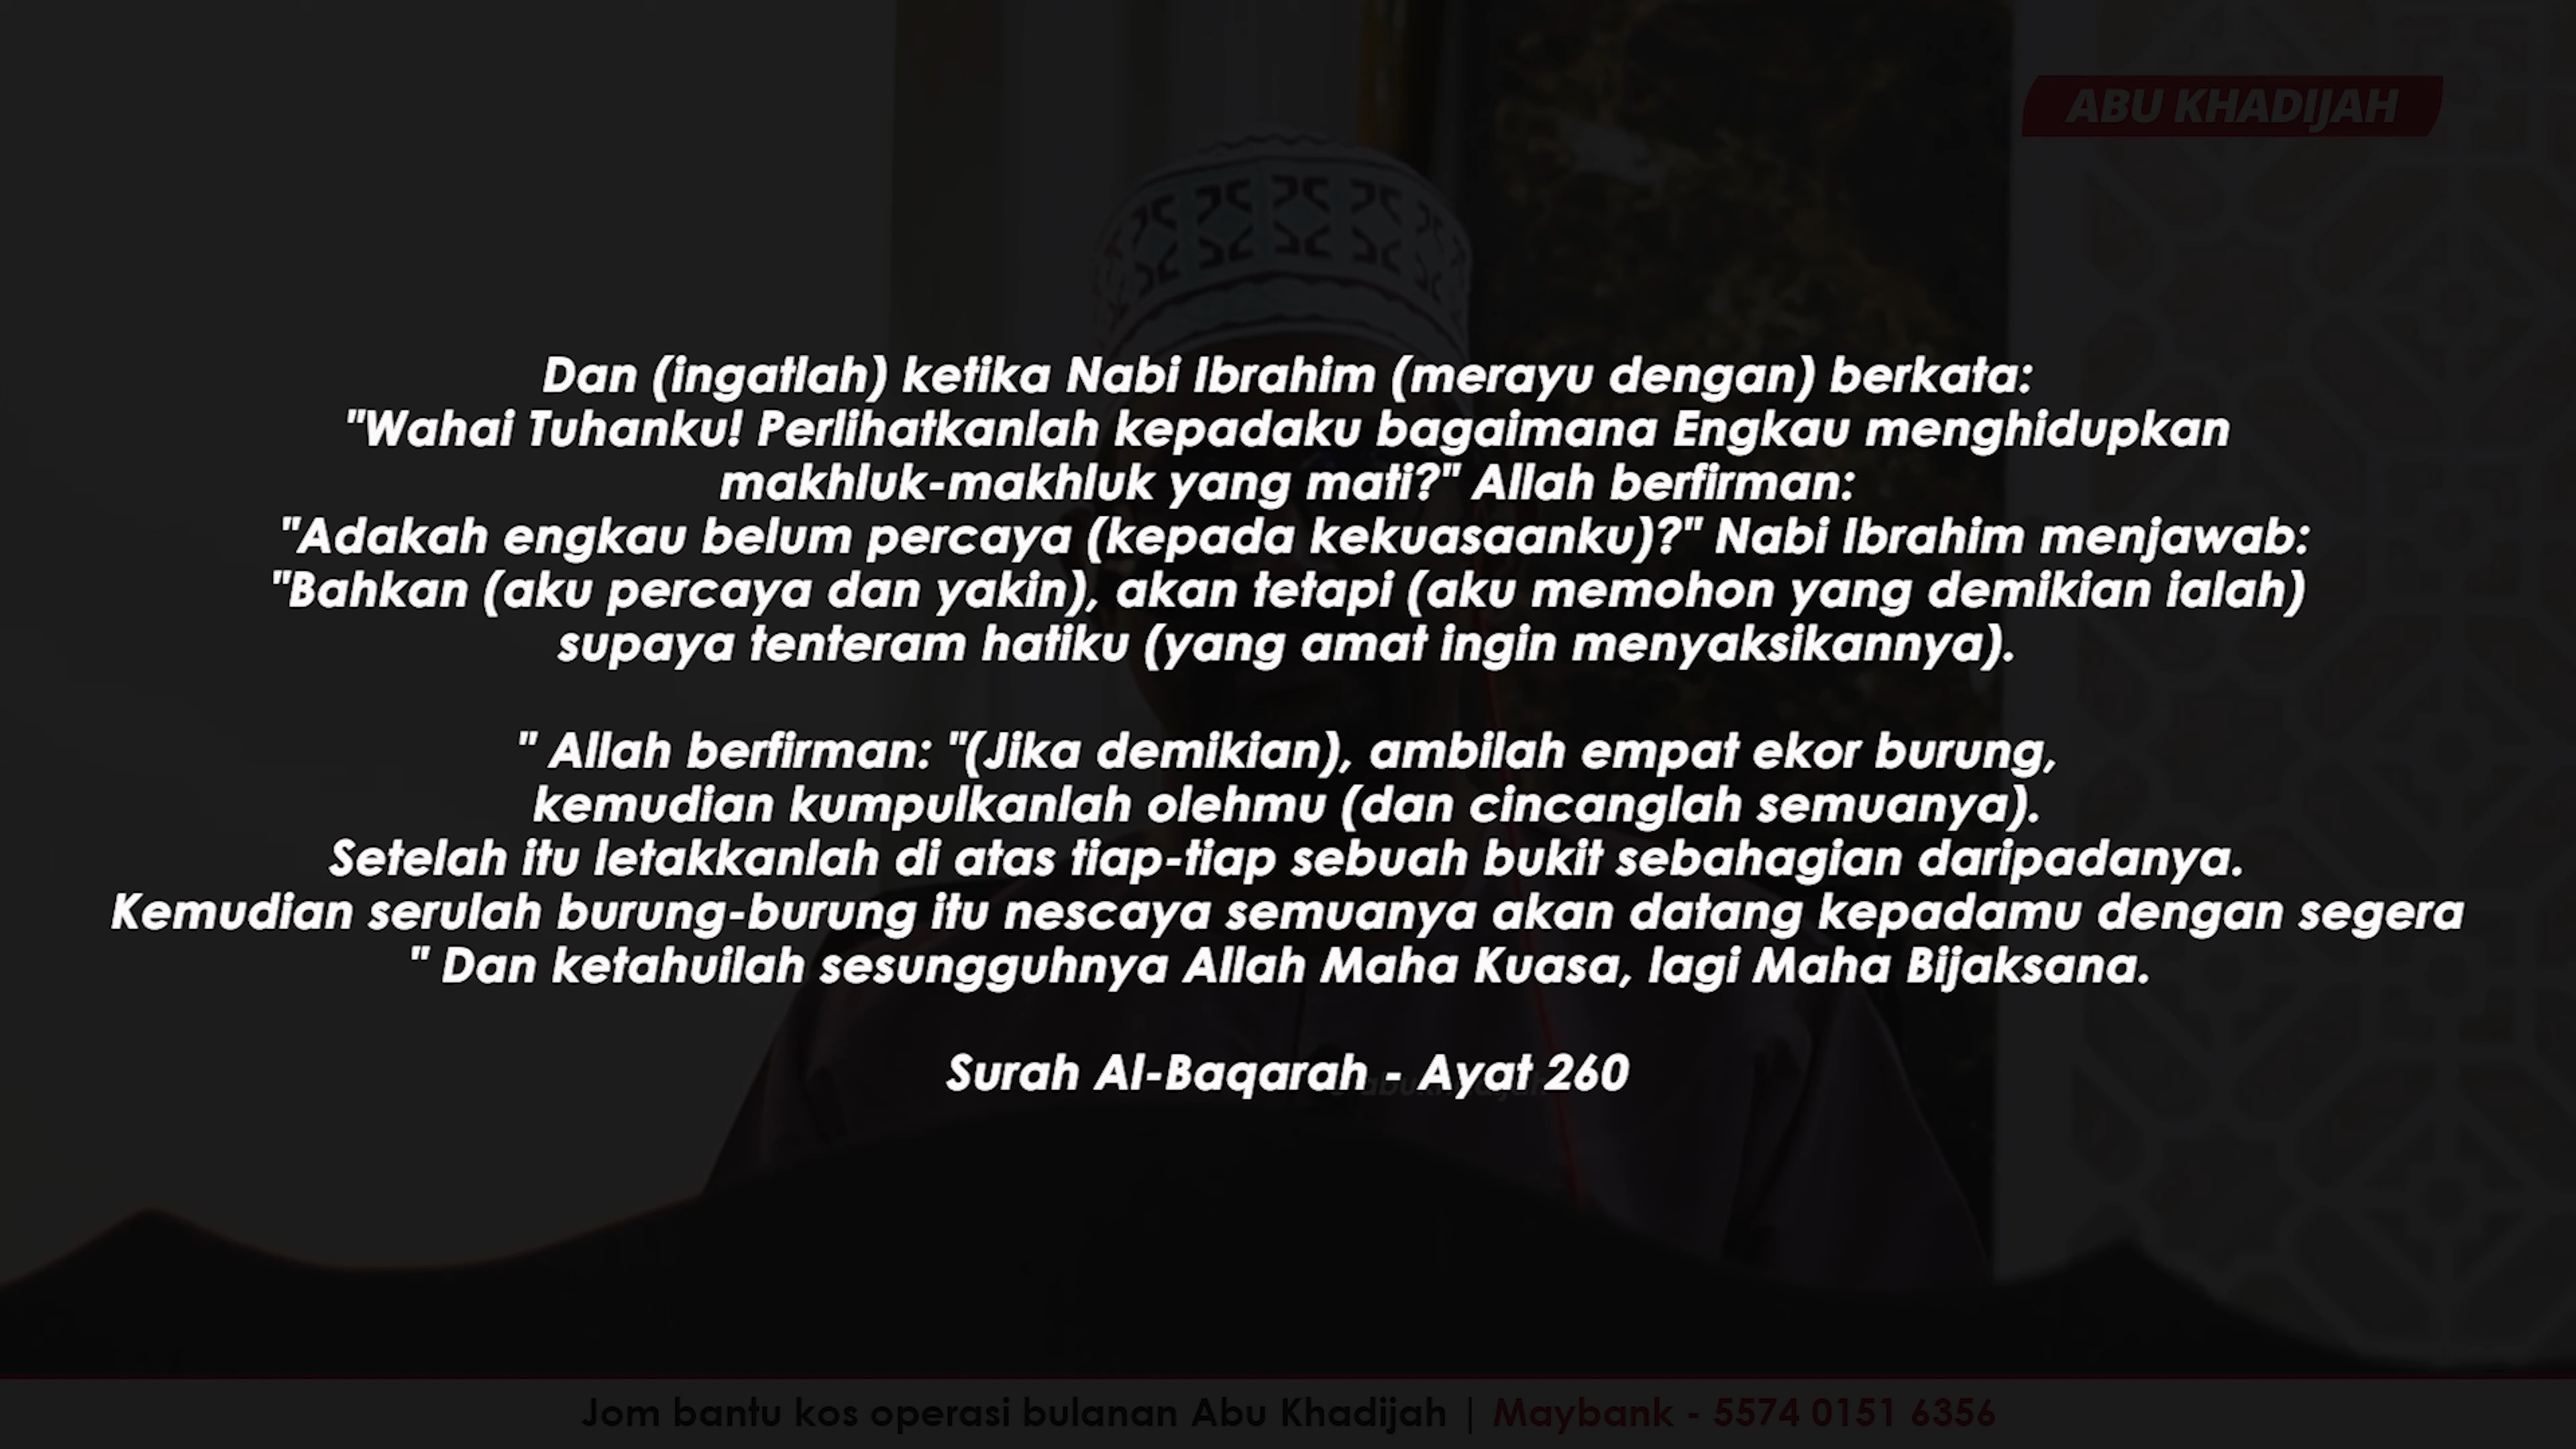 ABU KHADIJAH
Dan (ingatlah) ketika Nabi Ibrahim (merayu dengan) berkata:
"Wahai Tuhanku! Perlihatkanlah kepadaku bagaimana Engkau menghidupkan
makhluk-makhluk yang mati?" Allah berfirman:
"Adakah engkau belum percaya (kepada kekuasaanku)?" Nabi Ibrahim menjawab:
"Bahkan (aku percaya dan yakin), akan tetapi (aku memohon yang demikian ialah)
supaya tenteram hatiku (yang amat ingin menyaksikannya).
" Allah berfirman: "(Jika demikian), ambilah empat ekor burung,
kemudian kumpulkanlah olehmu (dan cincanglah semuanya).
Setelah itu letakkanlah di atas tiap-tiap sebuah bukit sebahagian daripadanya.
Kemudian serulah burung-burung itu nescaya semuanya akan datang kepadamu dengan segera
" Dan ketahuilah sesungguhnya Allah Maha Kuasa, lagi Maha Bijaksana.
Surah Al-Baqarah - Ayat 260
Jom bantu kos operasi bulanan Abu Khadijah | Maybank - 5574 0151 6356